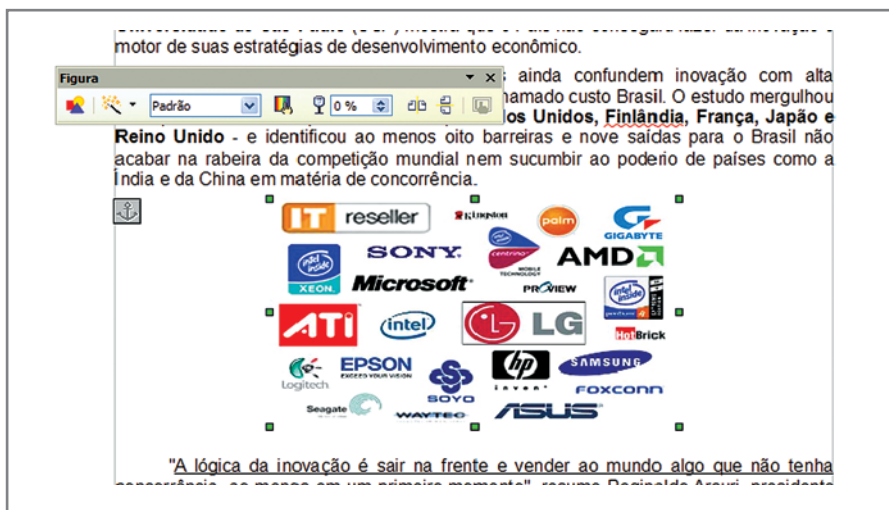 motor de suas estratégias de desenvolvimento econômico.
Figura
ainda confundem inovação com alta
Padrão
0 %
hamado custo Brasil. O estudo mergulhou
os Unidos, Finlândia, França, Japão e
Reino Unido - e identificou ao menos oito barreiras e nove saídas para o Brasil não
acabar na rabeira da competição mundial nem sucumbir ao poderio de países como a
Índia e da China em matéria de concorrência.
IT reseller
Kingston
palm
GIGABYTE
intel inside
XEON
SONY
centrino
MOBILE
TECHNOLOGY
AMD
Microsoft
PROVIEW
intel inside
ATi
intel
LG
HotBrick
Logitech
EPSON
EXCEED YOUR VISION
SOYO
hp
invent
SAMSUNG
FOXCONN
Seagate
WAYTEC
ASUS
"A lógica da inovação é sair na frente e vender ao mundo algo que não tenha